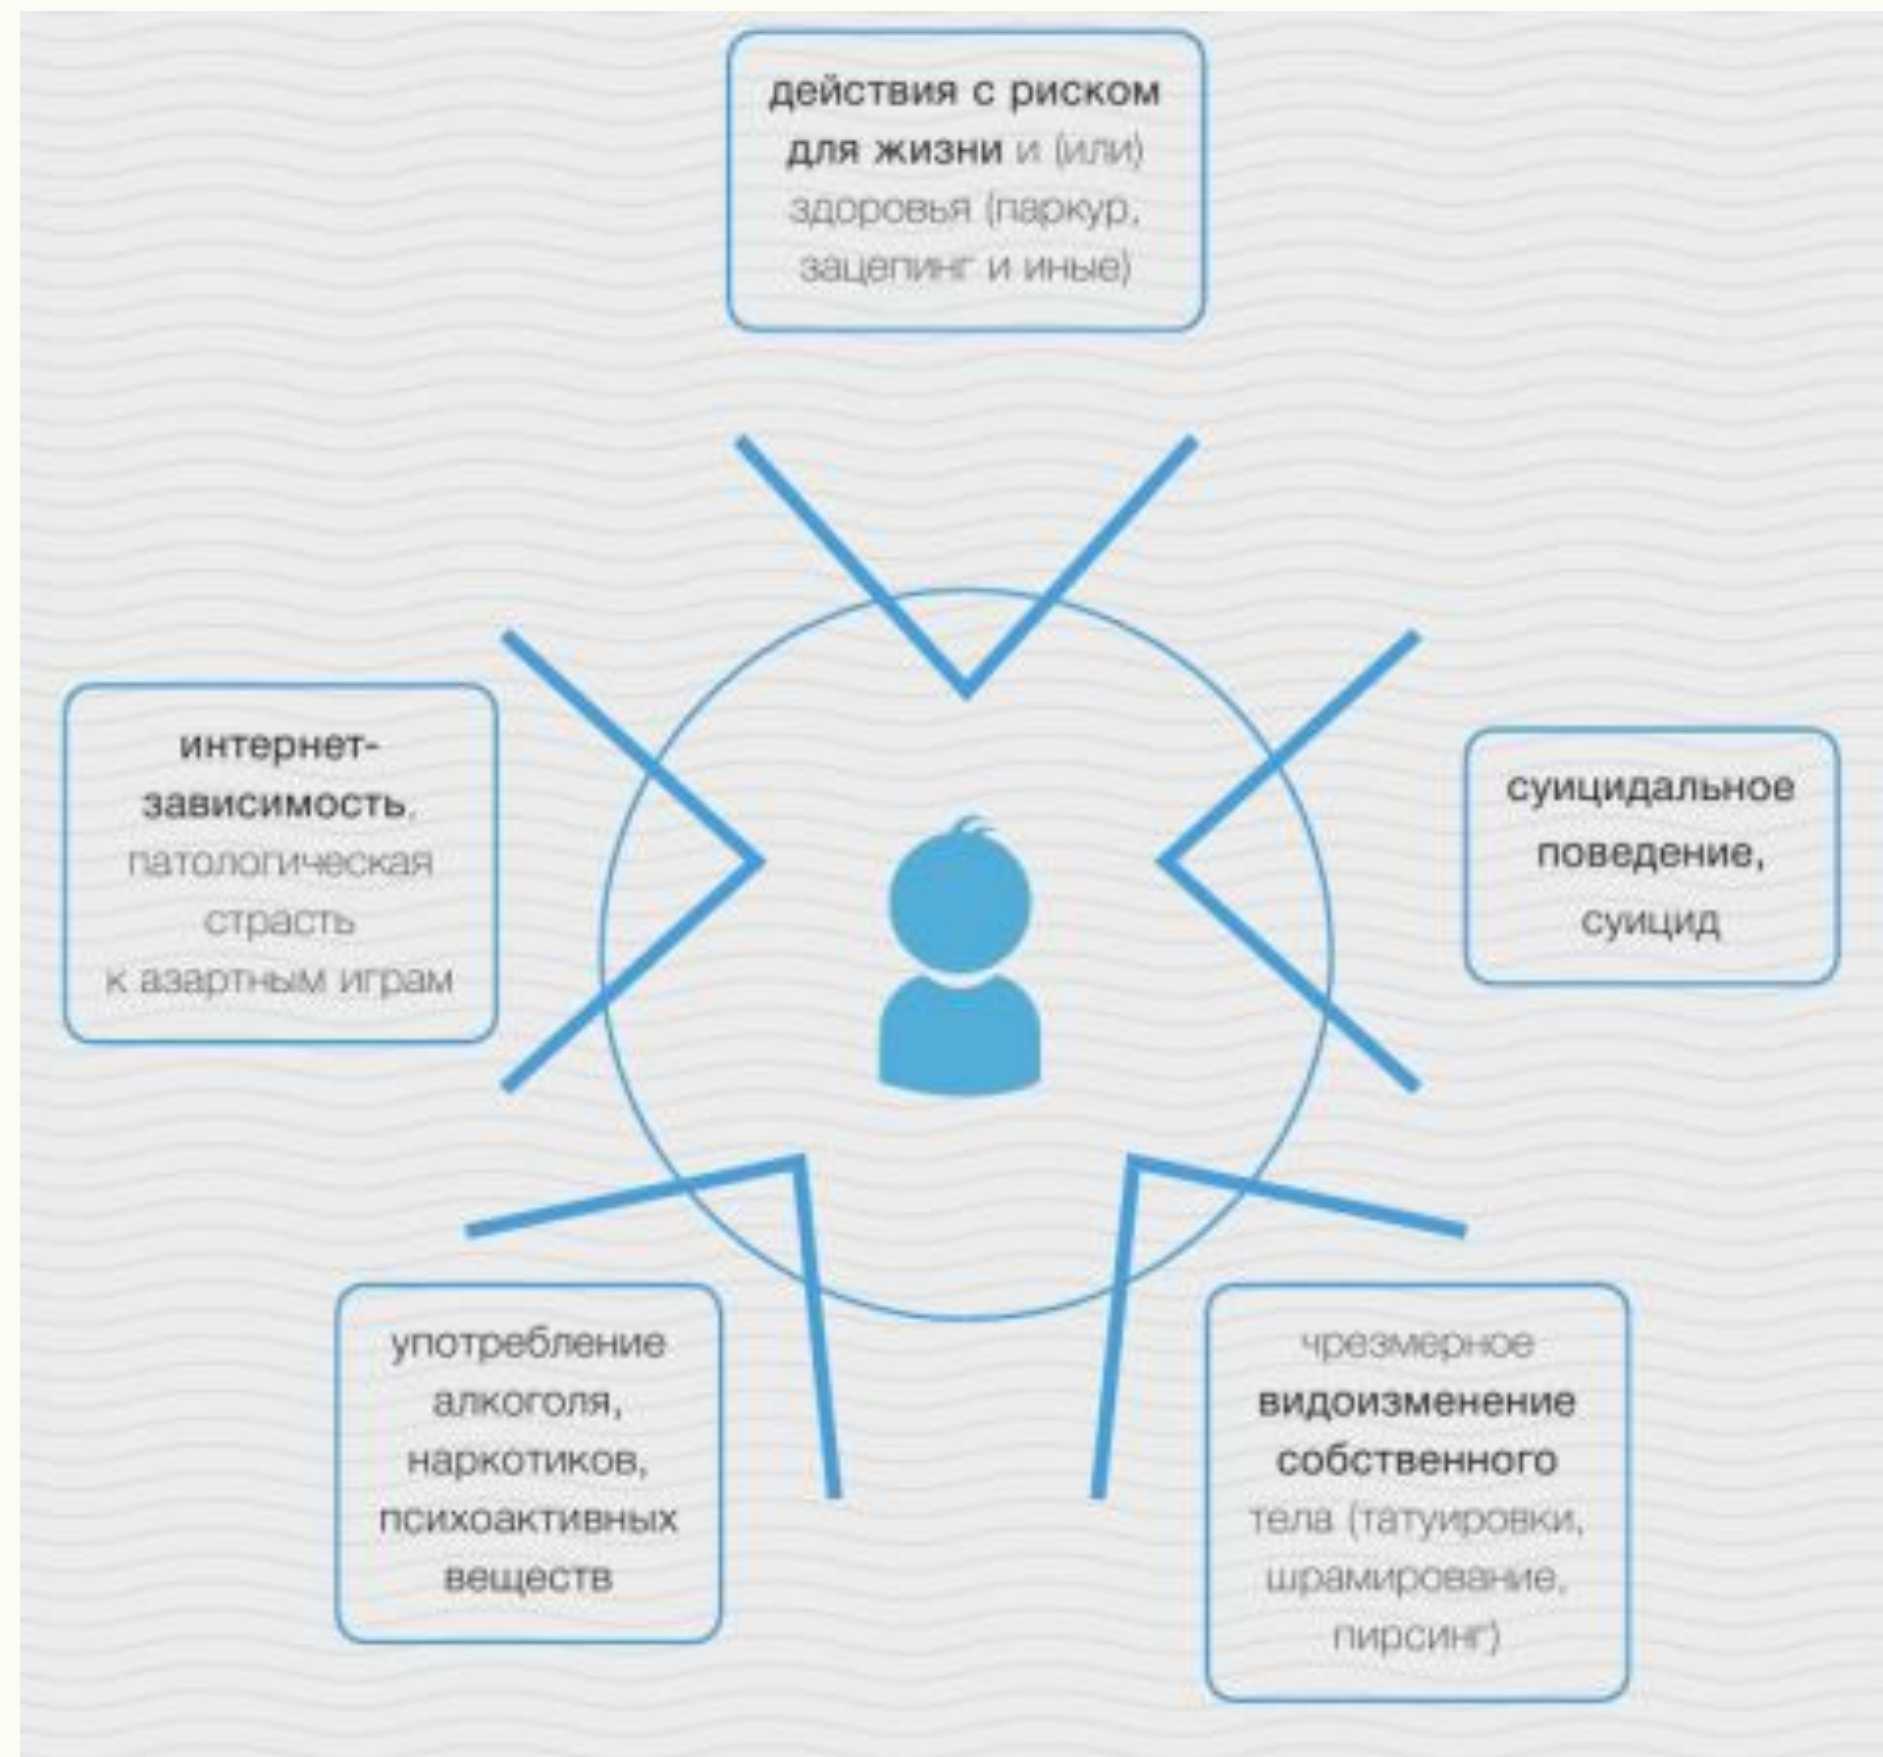 действия с риском
для жизни и (или)
здоровья (паркур,
зацепинг и иные)
интернет-
зависимость,
патологическая
страсть
к азартным играм
суицидальное
поведение,
суицид
употребление
алкоголя,
наркотиков,
психоактивных
веществ
чрезмерное
видоизменение
собственного
тела (татуировки,
шрамирование,
пирсинг)